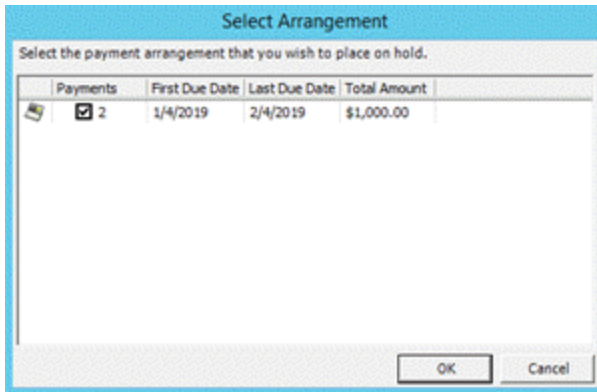 Select Arrangement
Select the payment arrangement that you wish to place on hold.
Payments First Due Date Last Due Date Total Amount
2 1/4/2019 2/4/2019 $1,000.00
OK Cancel